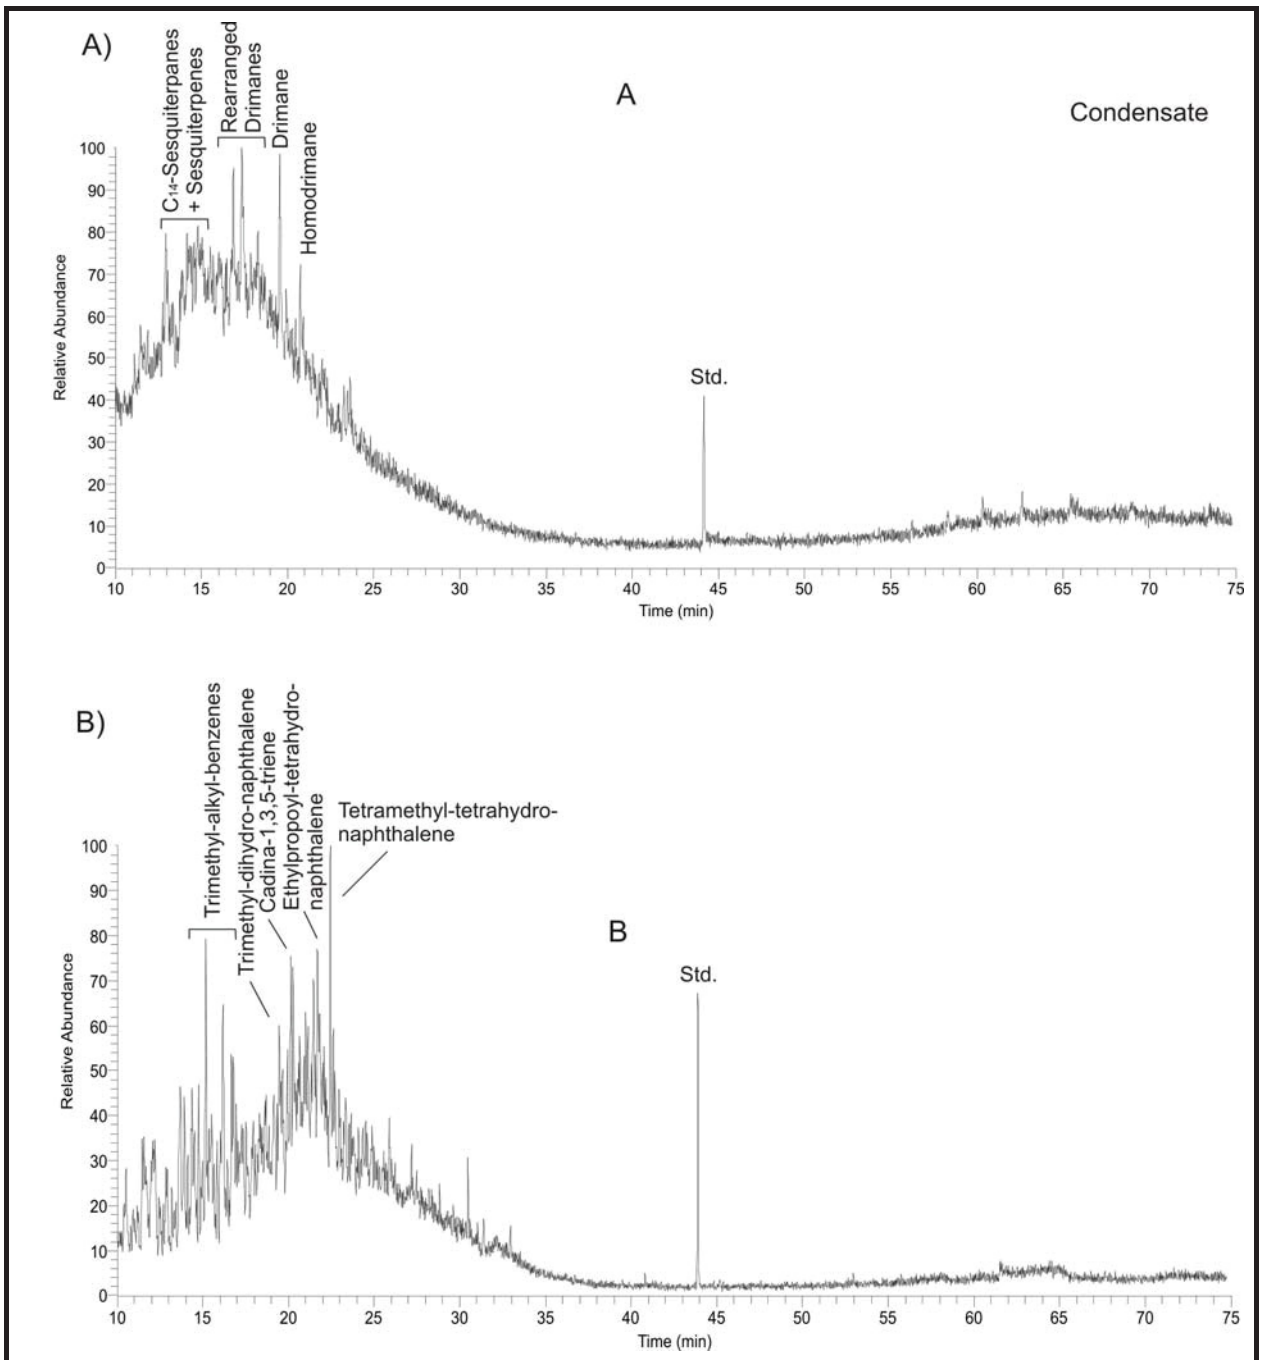 A)
C₁₄-Sesquiterpanes
+ Sesquiterpenes
Rearranged
Drimanes
Drimane
Homodrimane
A
Condensate
Std.
Relative Abundance
100
90
80
70
60
50
40
30
20
10
0
10 15 20 25 30 35 40 45 50 55 60 65 70 75
Time (min)
B)
Trimethyl-alkyl-benzenes
Trimethyl-dihydro-naphthalene
Cadina-1,3,5-triene
Ethylpropoyl-tetrahydro-
naphthalene
Tetramethyl-tetrahydro-
naphthalene
B
Std.
Relative Abundance
100
90
80
70
60
50
40
30
20
10
0
10 15 20 25 30 35 40 45 50 55 60 65 70 75
Time (min)